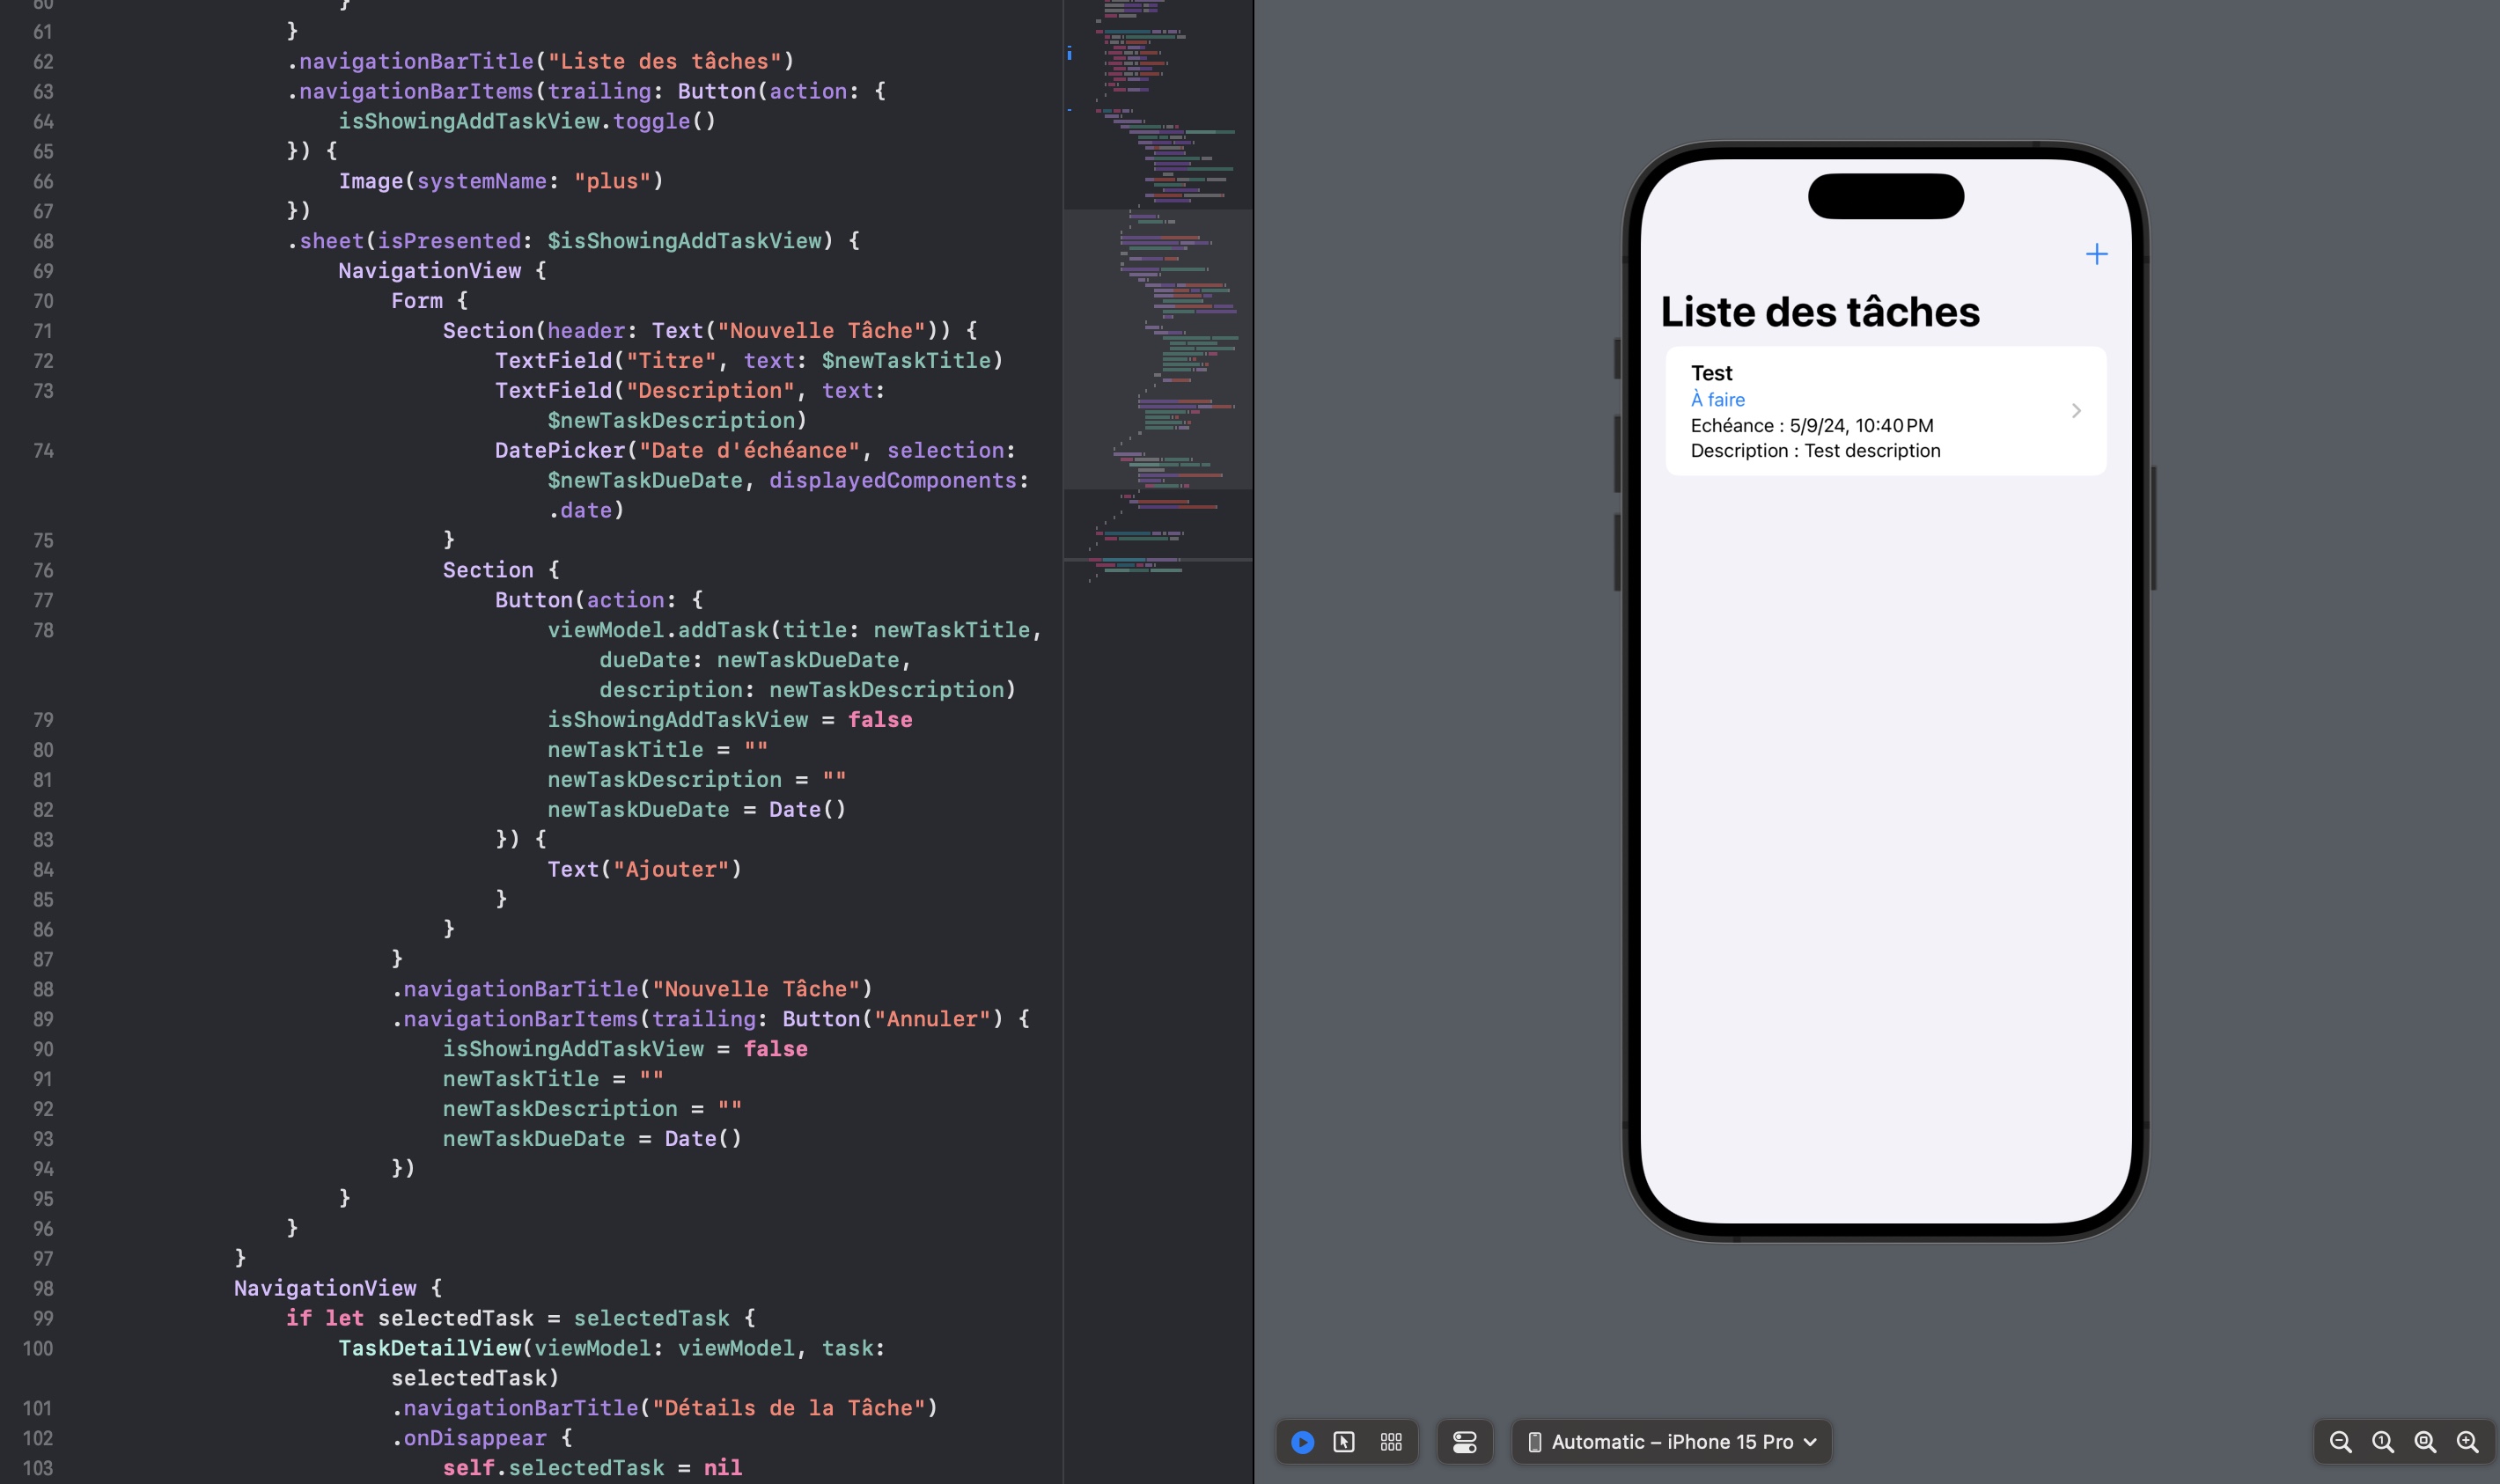 60 }
61 }
62 .navigationBarTitle("Liste des tâches")
63 .navigationBarItems(trailing: Button(action: {
64 isShowingAddTaskView.toggle()
65 }) {
66 Image(systemName: "plus")
67 })
68 .sheet(isPresented: $isShowingAddTaskView) {
69 NavigationView {
70 Form {
71 Section(header: Text("Nouvelle Tâche")) {
72 TextField("Titre", text: $newTaskTitle)
73 TextField("Description", text:
$newTaskDescription)
74 DatePicker("Date d'échéance", selection:
$newTaskDueDate, displayedComponents:
.date)
75 }
76 Section {
77 Button(action: {
78 viewModel.addTask(title: newTaskTitle,
dueDate: newTaskDueDate,
description: newTaskDescription)
79 isShowingAddTaskView = false
80 newTaskTitle = ""
81 newTaskDescription = ""
82 newTaskDueDate = Date()
83 }) {
84 Text("Ajouter")
85 }
86 }
87 }
88 .navigationBarTitle("Nouvelle Tâche")
89 .navigationBarItems(trailing: Button("Annuler") {
90 isShowingAddTaskView = false
91 newTaskTitle = ""
92 newTaskDescription = ""
93 newTaskDueDate = Date()
94 })
95 }
96 }
97 }
98 NavigationView {
99 if let selectedTask = selectedTask {
100 TaskDetailView(viewModel: viewModel, task:
selectedTask)
101 .navigationBarTitle("Détails de la Tâche")
102 .onDisappear {
103 self.selectedTask = nil
Liste des tâches
Test
À faire
Echéance : 5/9/24, 10:40 PM
Description : Test description
Automatic – iPhone 15 Pro